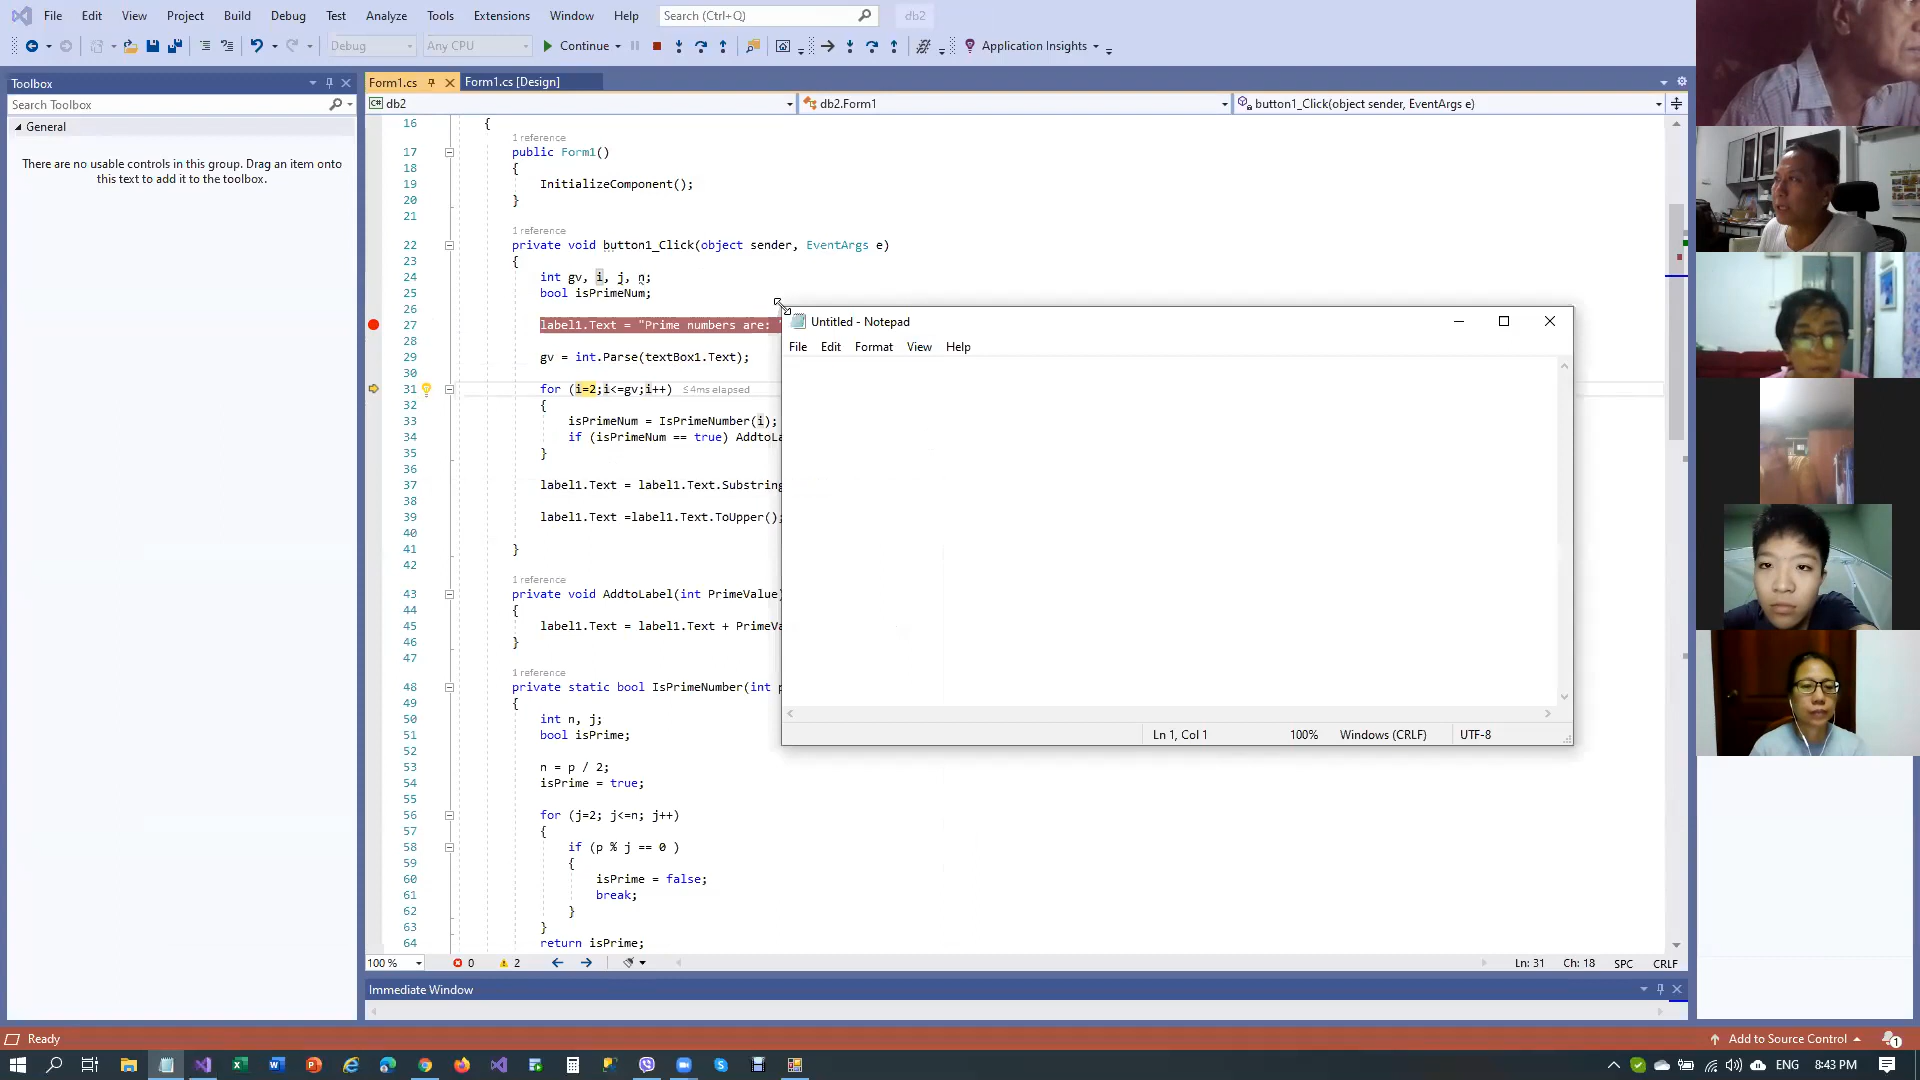 File Edit View Project Build Debug Test Analyze Tools Extensions Window Help Search (Ctrl+Q) db2
Debug Any CPU Continue Application Insights
Toolbox
Search Toolbox
General
There are no usable controls in this group. Drag an item onto
this text to add it to the toolbox.
Form1.cs Form1.cs [Design]
db2 db2.Form1 button1_Click(object sender, EventArgs e)
16 {
1 reference
17 public Form1()
18 {
19 InitializeComponent();
20 }
21
1 reference
22 private void button1_Click(object sender, EventArgs e)
23 {
24 int gv, i, j, n;
25 bool isPrimeNum;
26
27 label1.Text = "Prime numbers are:
28
29 gv = int.Parse(textBox1.Text);
30
31 for (i=2;i<=gv;i++) ≤4ms elapsed
32 {
33 isPrimeNum = IsPrimeNumber(i);
34 if (isPrimeNum == true) AddtoLa
35 }
36
37 label1.Text = label1.Text.Substring
38
39 label1.Text =label1.Text.ToUpper();
40
41 }
42
1 reference
43 private void AddtoLabel(int PrimeValue)
44 {
45 label1.Text = label1.Text + PrimeVa
46 }
47
1 reference
48 private static bool IsPrimeNumber(int p
49 {
50 int n, j;
51 bool isPrime;
52
53 n = p / 2;
54 isPrime = true;
55
56 for (j=2; j<=n; j++)
57 {
58 if (p % j == 0 )
59 {
60 isPrime = false;
61 break;
62 }
63 }
64 return isPrime;
Untitled - Notepad
File Edit Format View Help
Ln 1, Col 1 100% Windows (CRLF) UTF-8
100 % 0 2 Ln: 31 Ch: 18 SPC CRLF
Immediate Window
Ready Add to Source Control 1
ENG 8:43 PM 1